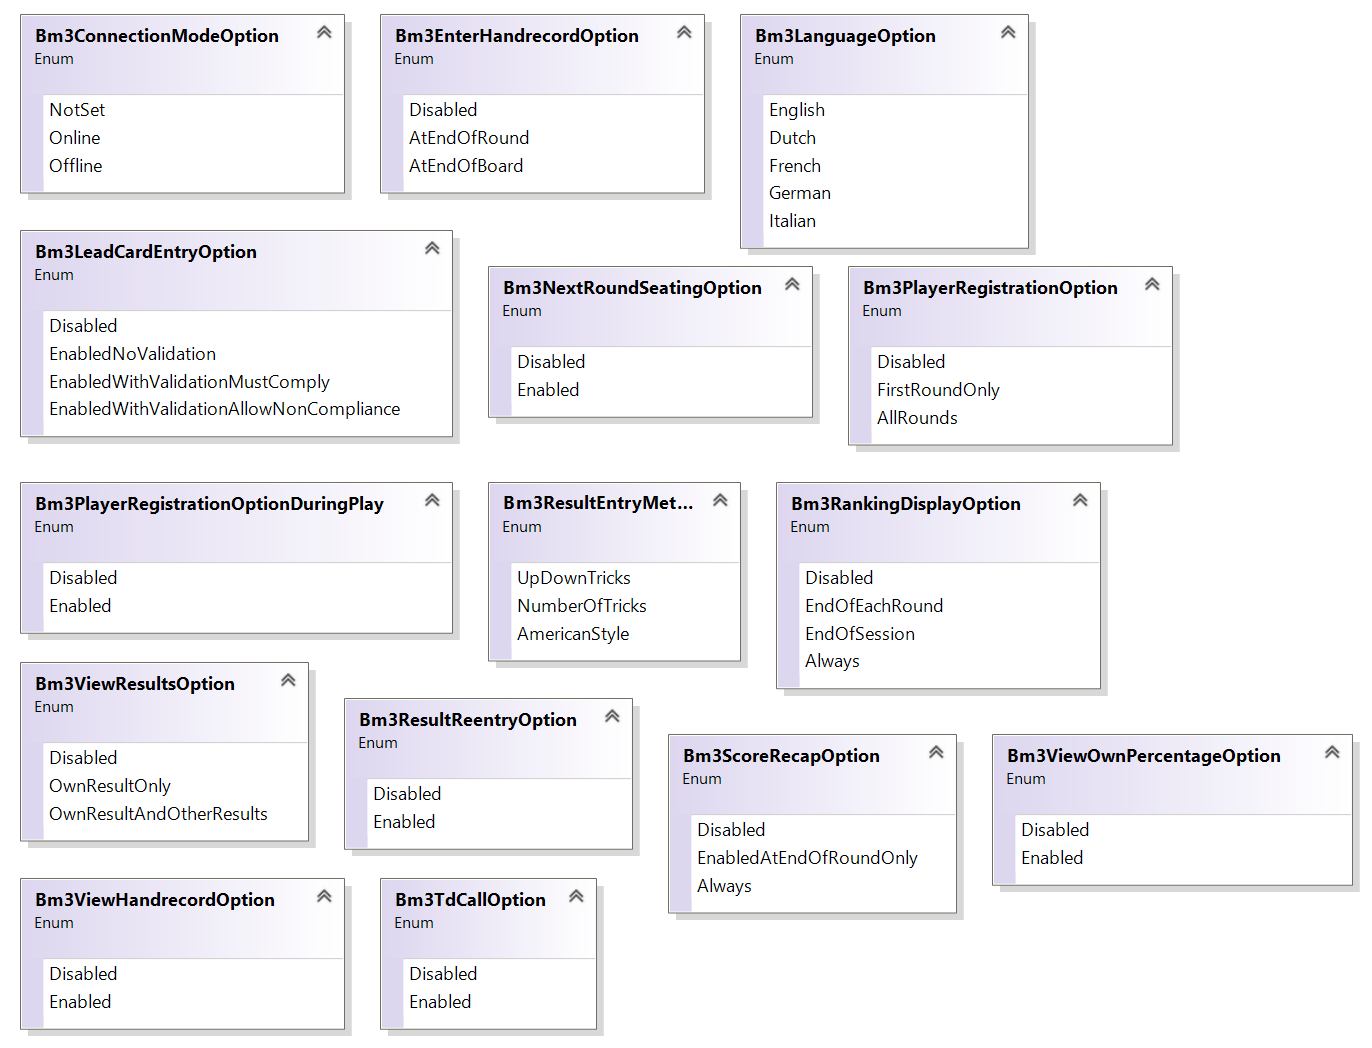 Bm3ConnectionModeOption
Enum
NotSet
Online
Offline
Bm3EnterHandrecordOption
Enum
Disabled
AtEndOfRound
AtEndOfBoard
Bm3LanguageOption
Enum
English
Dutch
French
German
Italian
Bm3LeadCardEntryOption
Enum
Disabled
EnabledNoValidation
EnabledWithValidationMustComply
EnabledWithValidationAllowNonCompliance
Bm3NextRoundSeatingOption
Enum
Disabled
Enabled
Bm3PlayerRegistrationOption
Enum
Disabled
FirstRoundOnly
AllRounds
Bm3PlayerRegistrationOptionDuringPlay
Enum
Disabled
Enabled
Bm3ResultEntryMet...
Enum
UpDownTricks
NumberOfTricks
AmericanStyle
Bm3RankingDisplayOption
Enum
Disabled
EndOfEachRound
EndOfSession
Always
Bm3ViewResultsOption
Enum
Disabled
OwnResultOnly
OwnResultAndOtherResults
Bm3ResultReentryOption
Enum
Disabled
Enabled
Bm3ScoreRecapOption
Enum
Disabled
EnabledAtEndOfRoundOnly
Always
Bm3ViewOwnPercentageOption
Enum
Disabled
Enabled
Bm3ViewHandrecordOption
Enum
Disabled
Enabled
Bm3TdCallOption
Enum
Disabled
Enabled